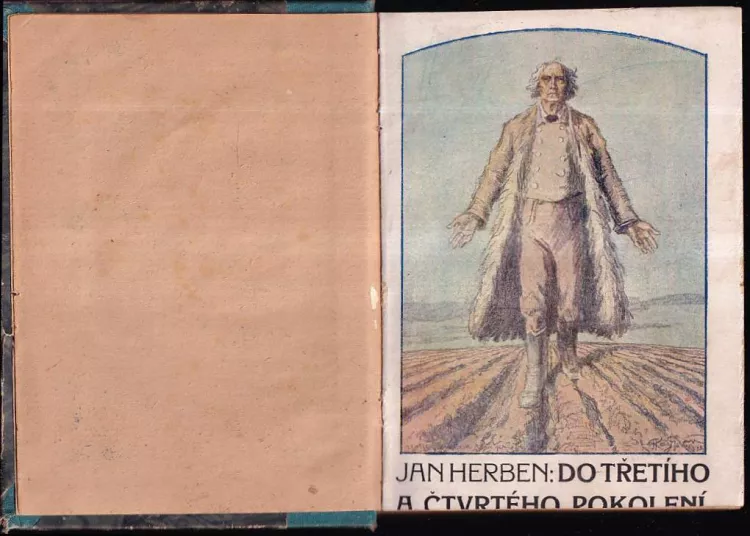 JAN HERBEN: DO TŘETÍHO
A ČTVRTÉHO POKOLENÍ